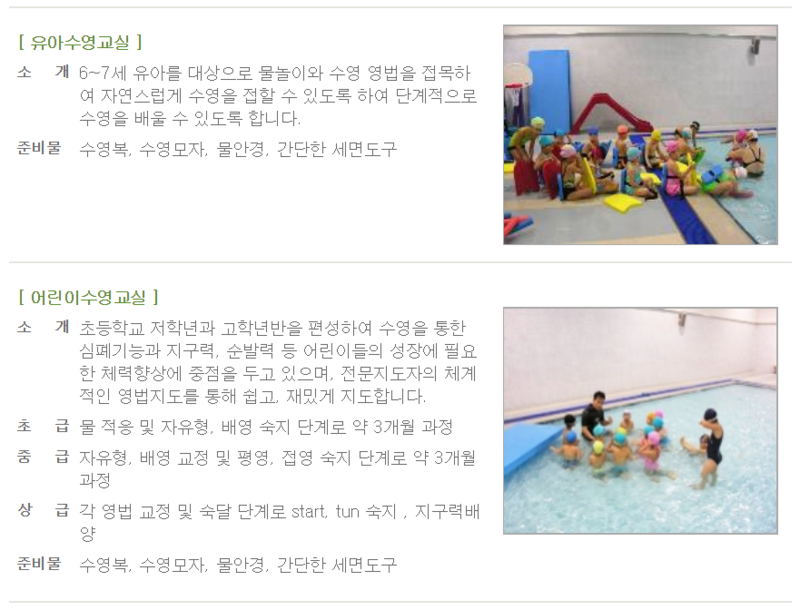 [ 유아수영교실 ]
소 개 6~7세 유아를 대상으로 물놀이와 수영 영법을 접목하
여 자연스럽게 수영을 접할 수 있도록 하여 단계적으로
수영을 배울 수 있도록 합니다.
준비물 수영복, 수영모자, 물안경, 간단한 세면도구
[ 어린이수영교실 ]
소 개 초등학교 저학년과 고학년반을 편성하여 수영을 통한
심폐기능과 지구력, 순발력 등 어린이들의 성장에 필요
한 체력향상에 중점을 두고 있으며, 전문지도자의 체계
적인 영법지도를 통해 쉽고, 재밌게 지도합니다.
초 급 물 적응 및 자유형, 배영 숙지 단계로 약 3개월 과정
중 급 자유형, 배영 교정 및 평영, 접영 숙지 단계로 약 3개월
과정
상 급 각 영법 교정 및 숙달 단계로 start, tun 숙지 , 지구력배
양
준비물 수영복, 수영모자, 물안경, 간단한 세면도구